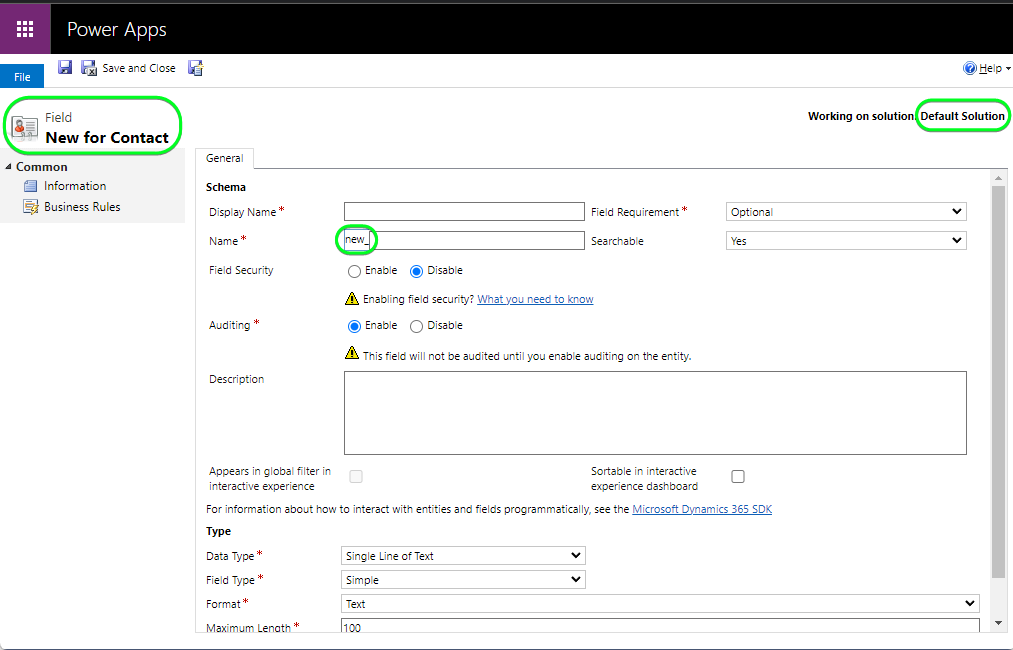 Power Apps
File
Save and Close
Help
Field
New for Contact
Working on solution: Default Solution
Common
Information
Business Rules
General
Schema
Display Name*
Field Requirement* Optional
Name* new_
Searchable Yes
Field Security Enable Disable
Enabling field security? What you need to know
Auditing* Enable Disable
This field will not be audited until you enable auditing on the entity.
Description
Appears in global filter in
interactive experience
Sortable in interactive
experience dashboard
For information about how to interact with entities and fields programmatically, see the Microsoft Dynamics 365 SDK
Type
Data Type* Single Line of Text
Field Type* Simple
Format* Text
Maximum Length* 100